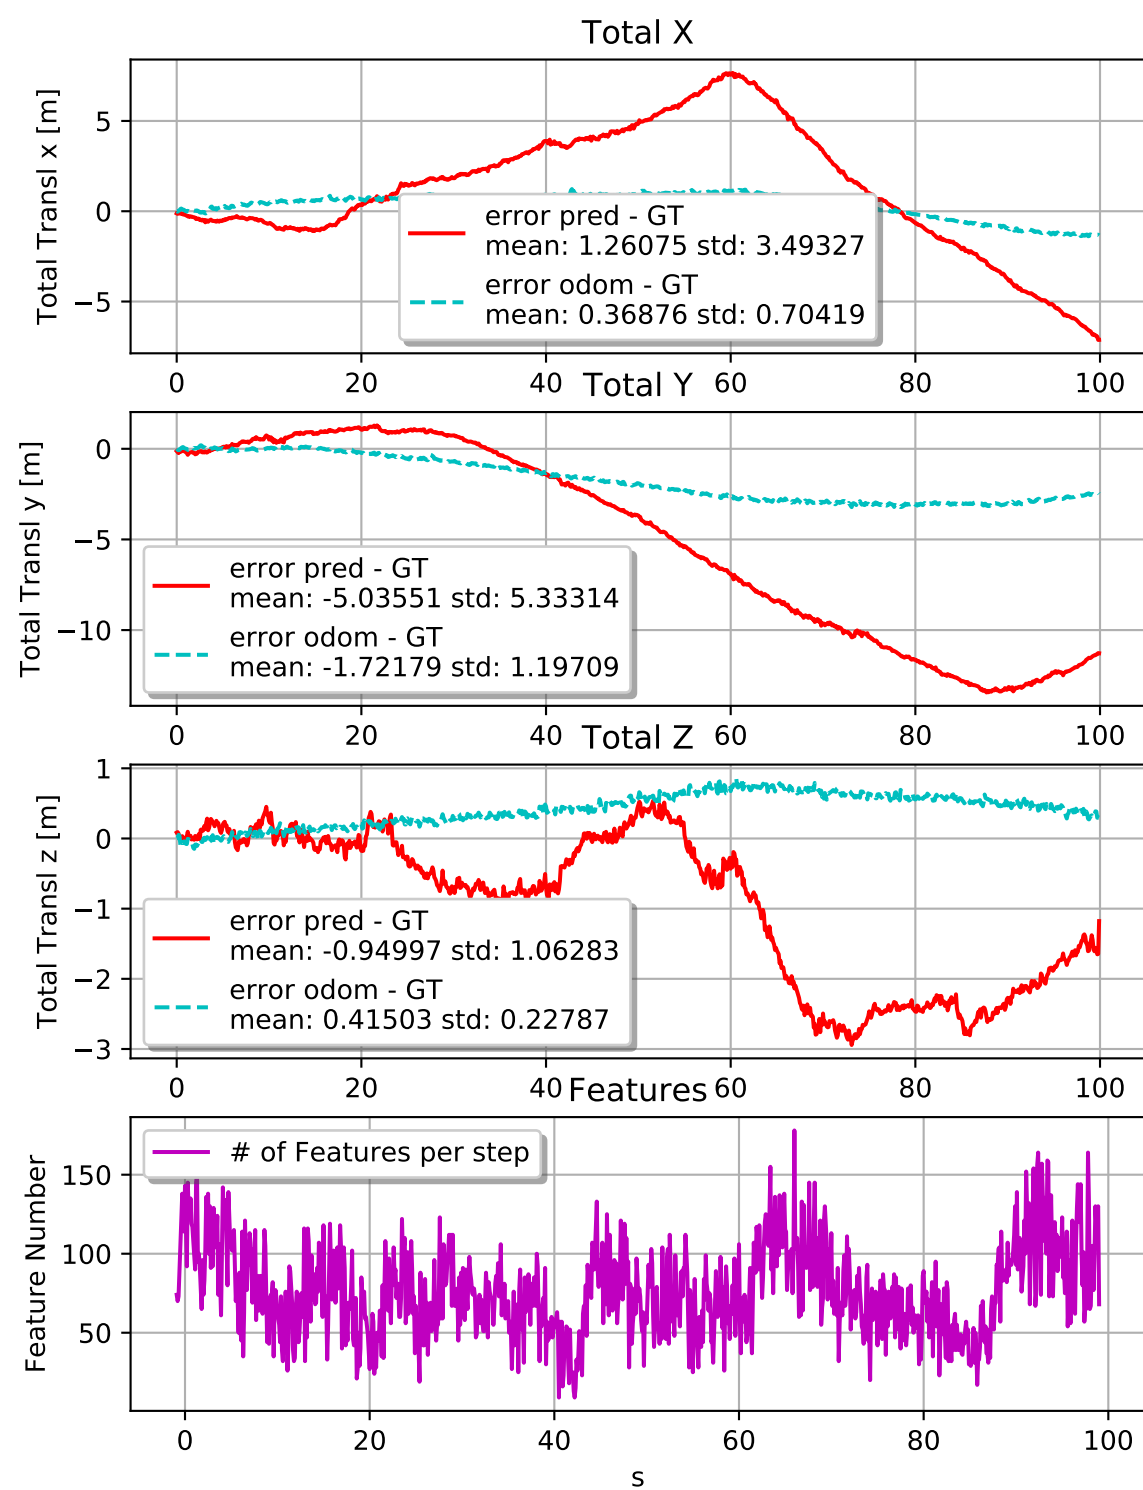 Total X
Total Transl x [m]
5
0
−5
error pred - GT
mean: 1.26075 std: 3.49327
error odom - GT
mean: 0.36876 std: 0.70419
0 20 40 60 80 100
Total Y
Total Transl y [m]
0
−5
−10
error pred - GT
mean: -5.03551 std: 5.33314
error odom - GT
mean: -1.72179 std: 1.19709
0 20 40 60 80 100
Total Z
Total Transl z [m]
1
0
−1
−2
−3
error pred - GT
mean: -0.94997 std: 1.06283
error odom - GT
mean: 0.41503 std: 0.22787
0 20 40 60 80 100
Features
Feature Number
150
100
50
# of Features per step
0 20 40 60 80 100
s